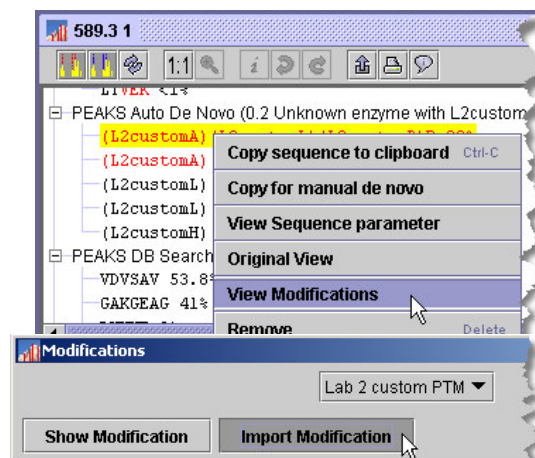 589.3 1
1:1
LIVER <1%
PEAKS Auto De Novo (0.2 Unknown enzyme with L2custom
(L2customA)
(L2customA)
(L2customL)
(L2customL)
(L2customH)
PEAKS DB Search
VDVSAV 53.8%
GAKGEAG 41%
Copy sequence to clipboard Ctrl-C
Copy for manual de novo
View Sequence parameter
Original View
View Modifications
Remove Delete
Modifications
Lab 2 custom PTM
Show Modification
Import Modification